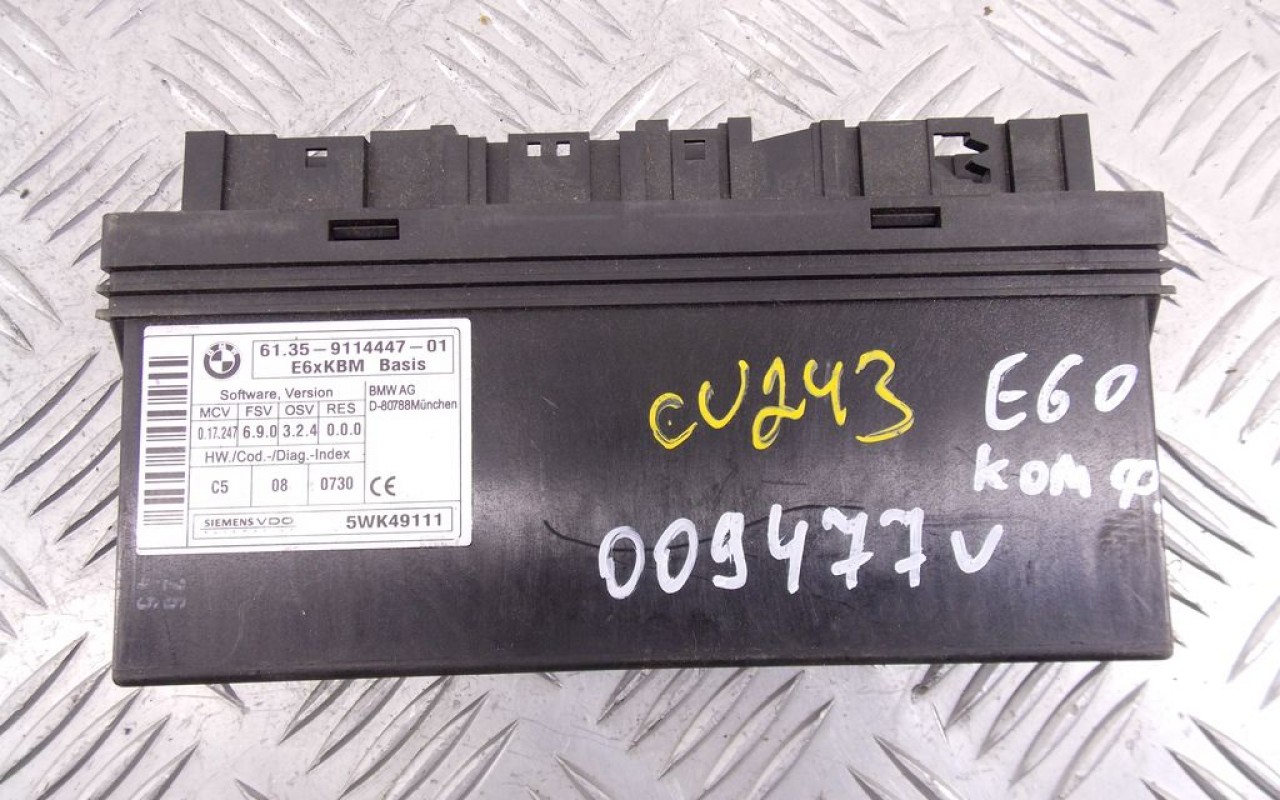 BMW
61.35-9114447-01
E6xKBM Basis
Software, Version
MCV FSV OSV RES
0.17.247 6.9.0 3.2.4 0.0.0
HW./Cod.-/Diag.-Index
C5 08 0730
BMW AG
D-80788München
CE
SIEMENS VDO
5WK49111
CU243
E60
комф
009477v